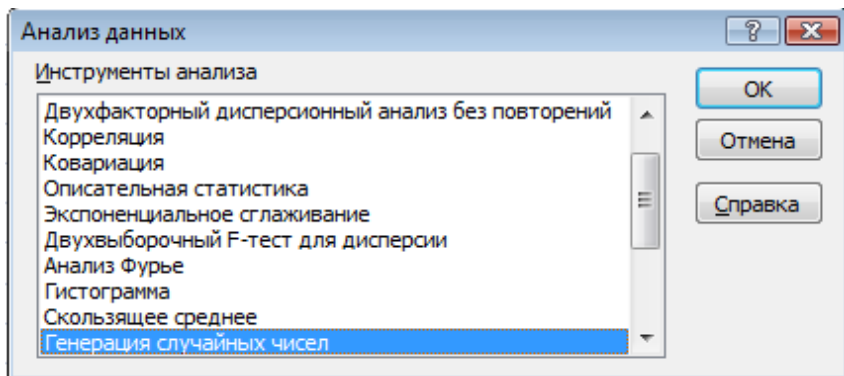 Анализ данных
Инструменты анализа
Двухфакторный дисперсионный анализ без повторений
Корреляция
Ковариация
Описательная статистика
Экспоненциальное сглаживание
Двухвыборочный F-тест для дисперсии
Анализ Фурье
Гистограмма
Скользящее среднее
Генерация случайных чисел
ОК
Отмена
Справка